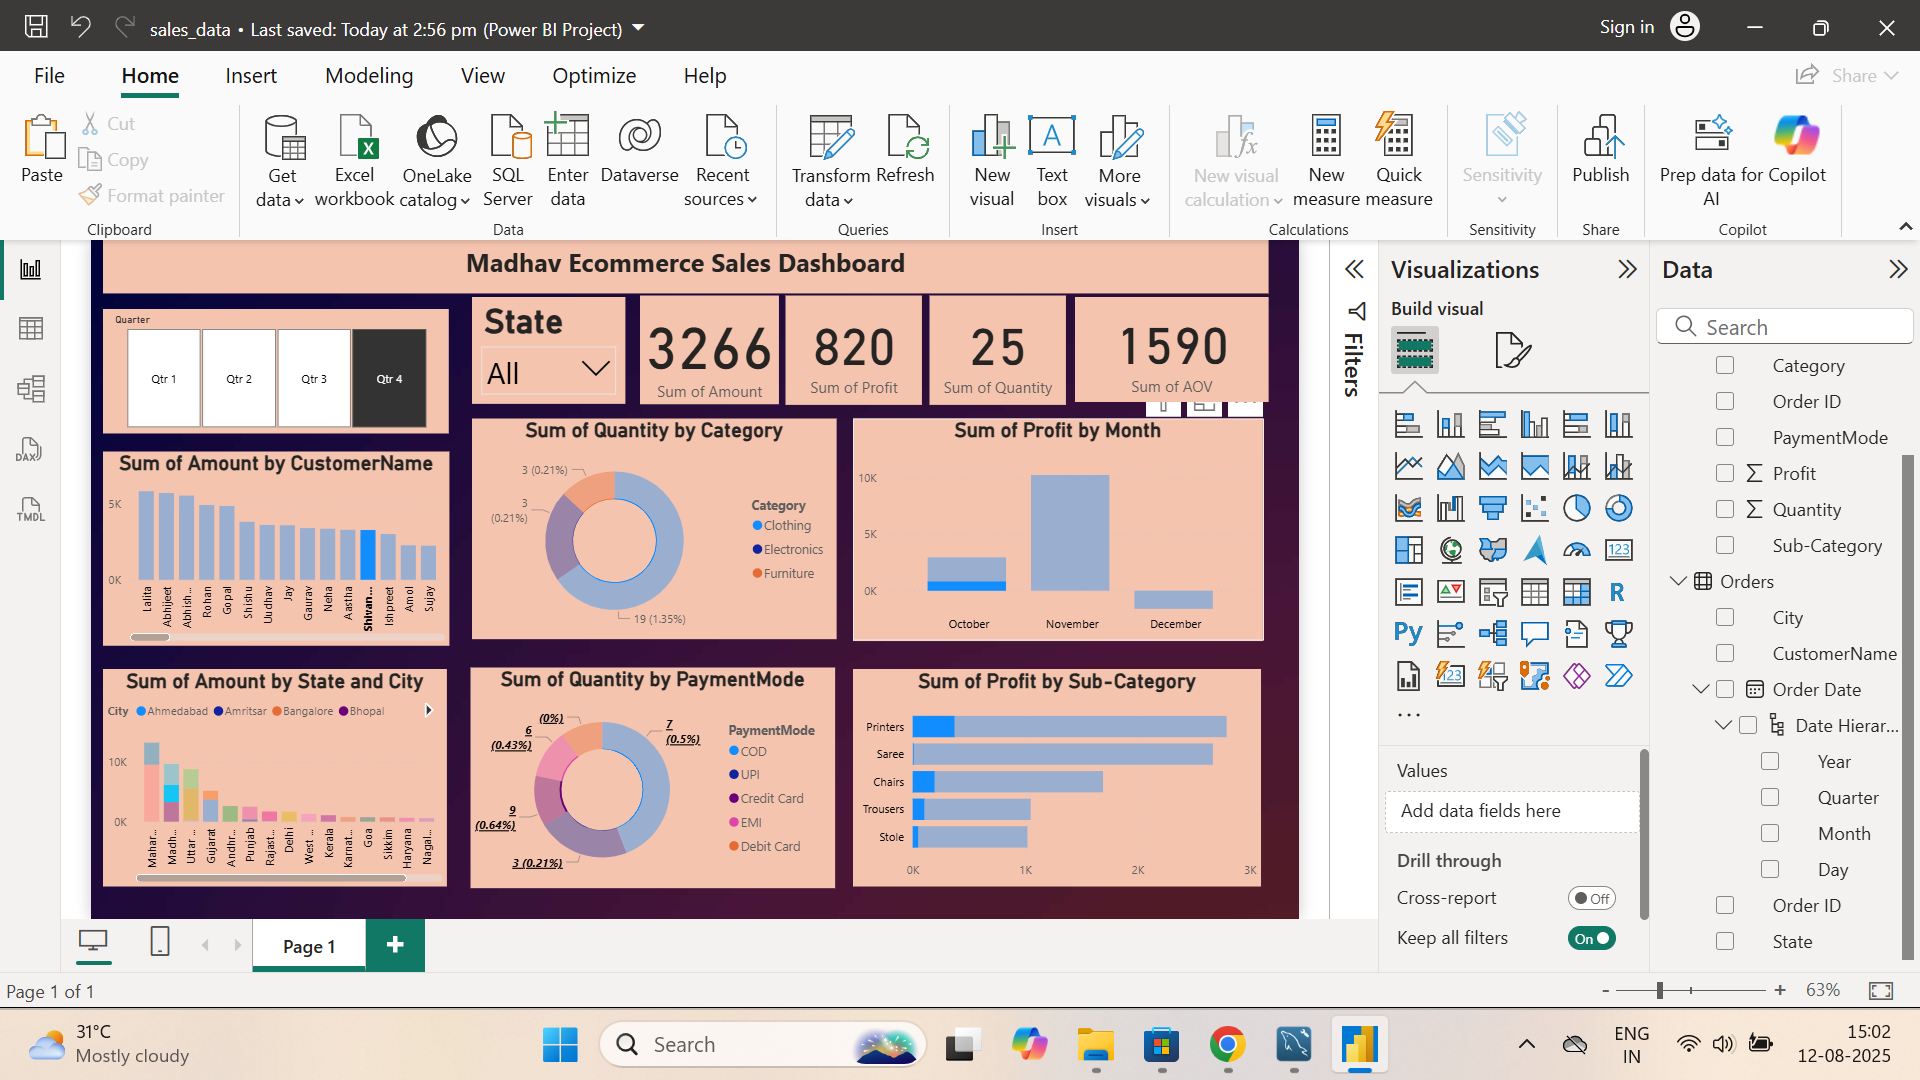 sales_data • Last saved: Today at 2:56 pm (Power BI Project)
Sign in
File
Home
Insert
Modeling
View
Optimize
Help
Share
Paste
Cut
Copy
Format painter
Clipboard
Get data
Excel workbook
OneLake catalog
SQL Server
Enter data
Dataverse
Recent sources
Data
Transform data
Refresh
Queries
New visual
Text box
More visuals
Insert
New visual calculation
New measure
Quick measure
Calculations
Sensitivity
Sensitivity
Publish
Share
Prep data for AI
Copilot
Copilot
DAX
TMDL
Madhav Ecommerce Sales Dashboard
Quarter
Qtr 1
Qtr 2
Qtr 3
Qtr 4
State
All
3266
Sum of Amount
820
Sum of Profit
25
Sum of Quantity
1590
Sum of AOV
Sum of Amount by CustomerName
5K
0K
Lalita
Abhijeet
Abhish...
Rohan
Gopal
Shishu
Udhav
Jay
Gaurav
Neha
Aastha
Shivan...
Ishpreet
Amol
Sujay
Sum of Quantity by Category
3 (0.21%)
3
(0.21%)
19 (1.35%)
Category
Clothing
Electronics
Furniture
Sum of Profit by Month
10K
5K
0K
October
November
December
Sum of Amount by State and City
City
Ahmedabad
Amritsar
Bangalore
Bhopal
10K
0K
Mahar...
Madh...
Uttar ...
Gujarat
Andhr...
Punjab
Rajast...
Delhi
West ...
Kerala
Karnat...
Goa
Sikkim
Haryana
Nagal...
Sum of Quantity by PaymentMode
(0%)
7
(0.5%)
6
(0.43%)
9
(0.64%)
3 (0.21%)
PaymentMode
COD
UPI
Credit Card
EMI
Debit Card
Sum of Profit by Sub-Category
Printers
Saree
Chairs
Trousers
Stole
0K
1K
2K
3K
Filters
Visualizations
Build visual
123
R
Py
123
Values
Add data fields here
Drill through
Cross-report
Off
Keep all filters
On
Data
Search
Category
Order ID
PaymentMode
Profit
Quantity
Sub-Category
Orders
City
CustomerName
Order Date
Date Hierar...
Year
Quarter
Month
Day
Order ID
State
Page 1
Page 1 of 1
63%
31°C
Mostly cloudy
Search
ENG
IN
15:02
12-08-2025